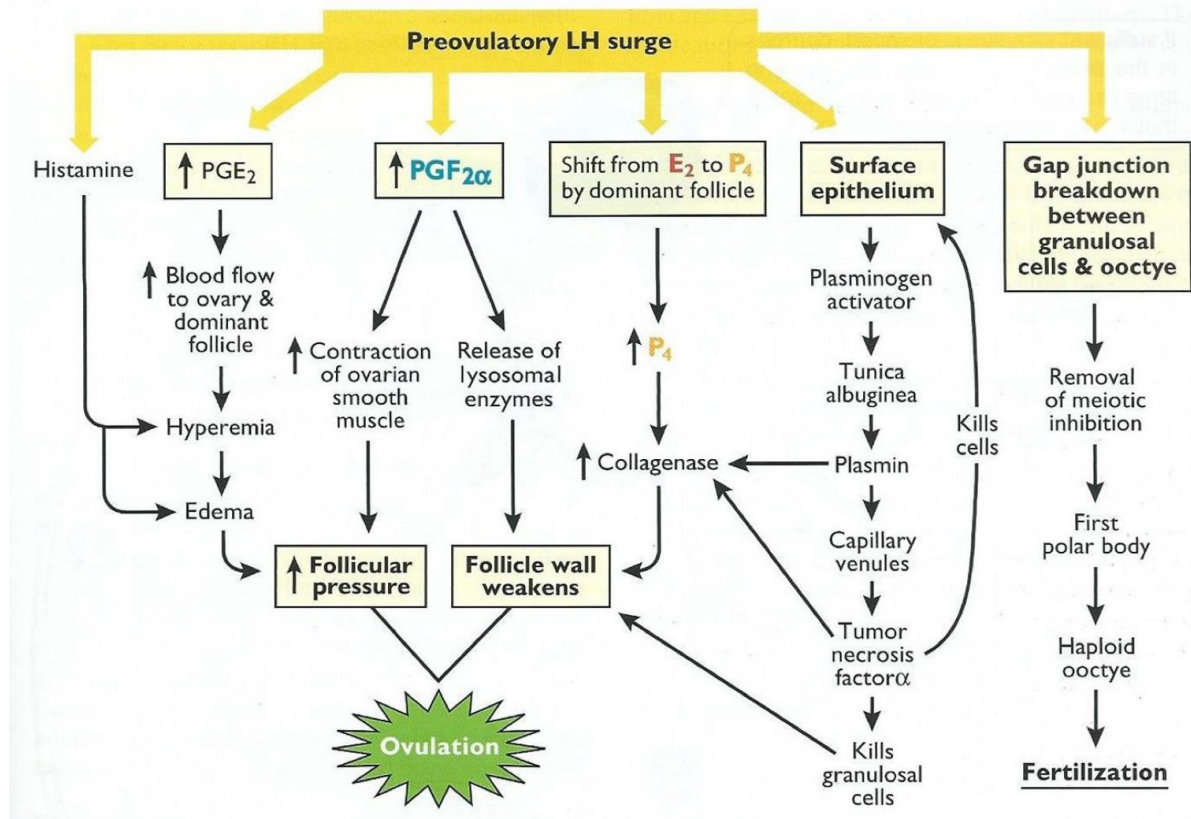 Preovulatory LH surge
Histamine
↑ PGE₂
↑ Blood flow
to ovary &
dominant
follicle
Hyperemia
Edema
↑ PGF₂α
↑ Contraction
of ovarian
smooth
muscle
Release of
lysosomal
enzymes
↑ Follicular
pressure
Follicle wall
weakens
Ovulation
Shift from E₂ to P₄
by dominant follicle
↑ P₄
↑ Collagenase
Surface
epithelium
Plasminogen
activator
Tunica
albuginea
Plasmin
Capillary
venules
Tumor
necrosis
factorα
Kills
granulosal
cells
Kills
cells
Gap junction
breakdown
between
granulosal
cells & ooctye
Removal
of meiotic
inhibition
First
polar body
Haploid
ooctye
Fertilization